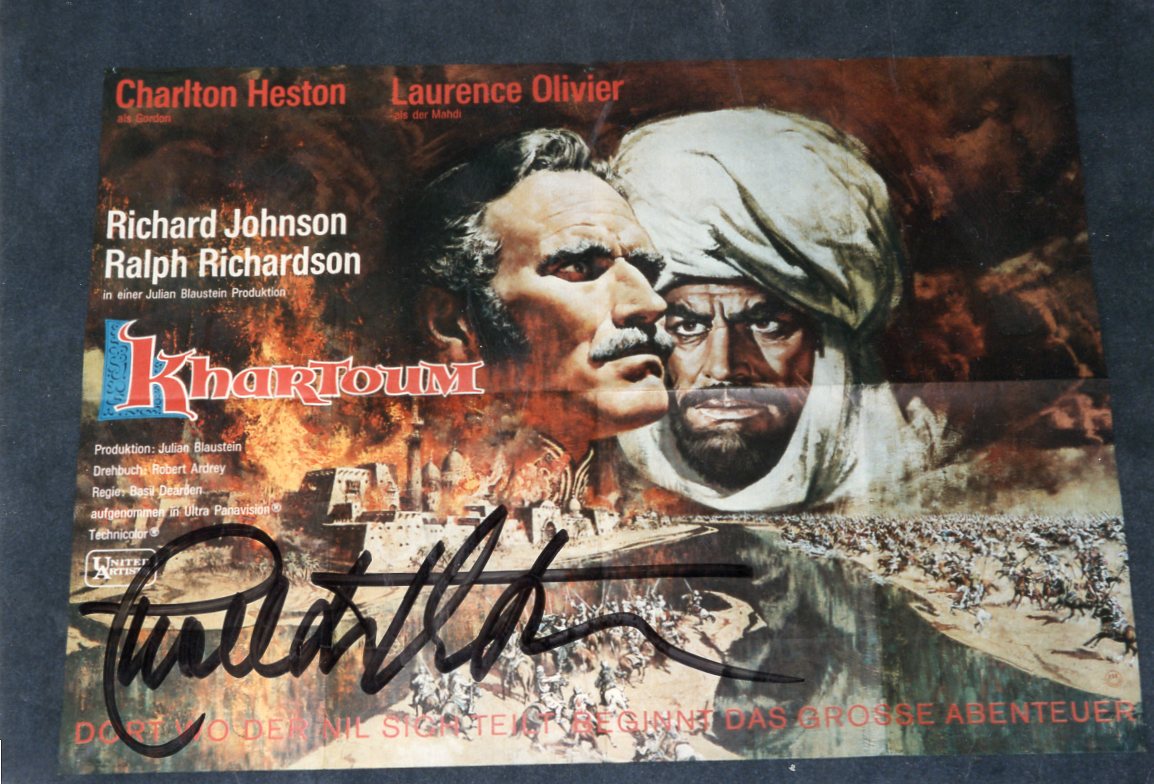 Charlton Heston
als Gordon
Laurence Olivier
als der Mahdi
Richard Johnson
Ralph Richardson
in einer Julian Blaustein Produktion
Khartoum
Produktion: Julian Blaustein
Drehbuch: Robert Ardrey
Regie: Basil Dearden
aufgenommen in Ultra Panavision®
Technicolor®
UNITED
ARTISTS
DORT WO DER NIL SICH TEILT BEGINNT DAS GROSSE ABENTEUER